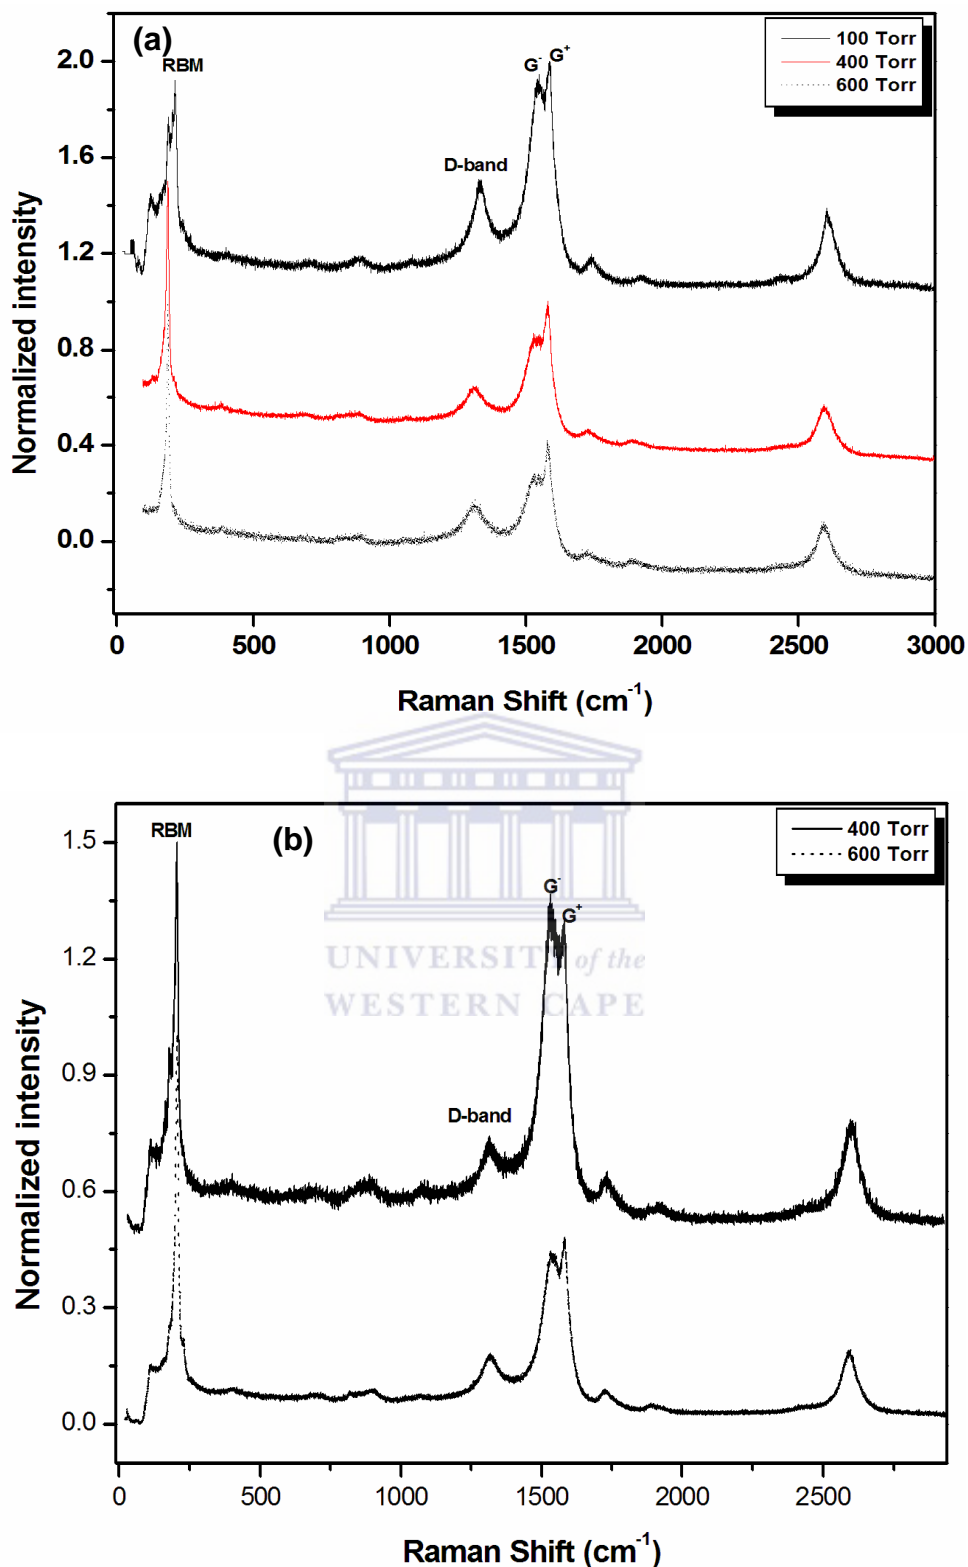 (a)
100 Torr
400 Torr
600 Torr
RBM
G⁻
G⁺
D-band
2.0
1.6
1.2
0.8
0.4
0.0
Normalized intensity
0 500 1000 1500 2000 2500 3000
Raman Shift (cm⁻¹)
(b)
400 Torr
600 Torr
RBM
G⁻
G⁺
D-band
UNIVERSITY of the
WESTERN CAPE
1.5
1.2
0.9
0.6
0.3
0.0
Normalized intensity
0 500 1000 1500 2000 2500
Raman Shift (cm⁻¹)